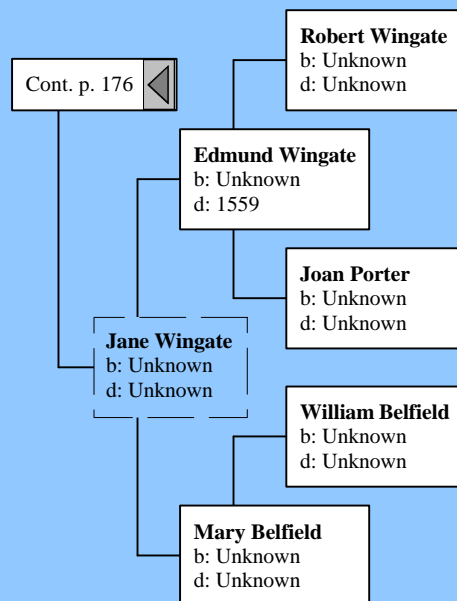 Robert Wingate
b: Unknown
d: Unknown
Cont. p. 176
Edmund Wingate
b: Unknown
d: 1559
Joan Porter
b: Unknown
d: Unknown
Jane Wingate
b: Unknown
d: Unknown
William Belfield
b: Unknown
d: Unknown
Mary Belfield
b: Unknown
d: Unknown